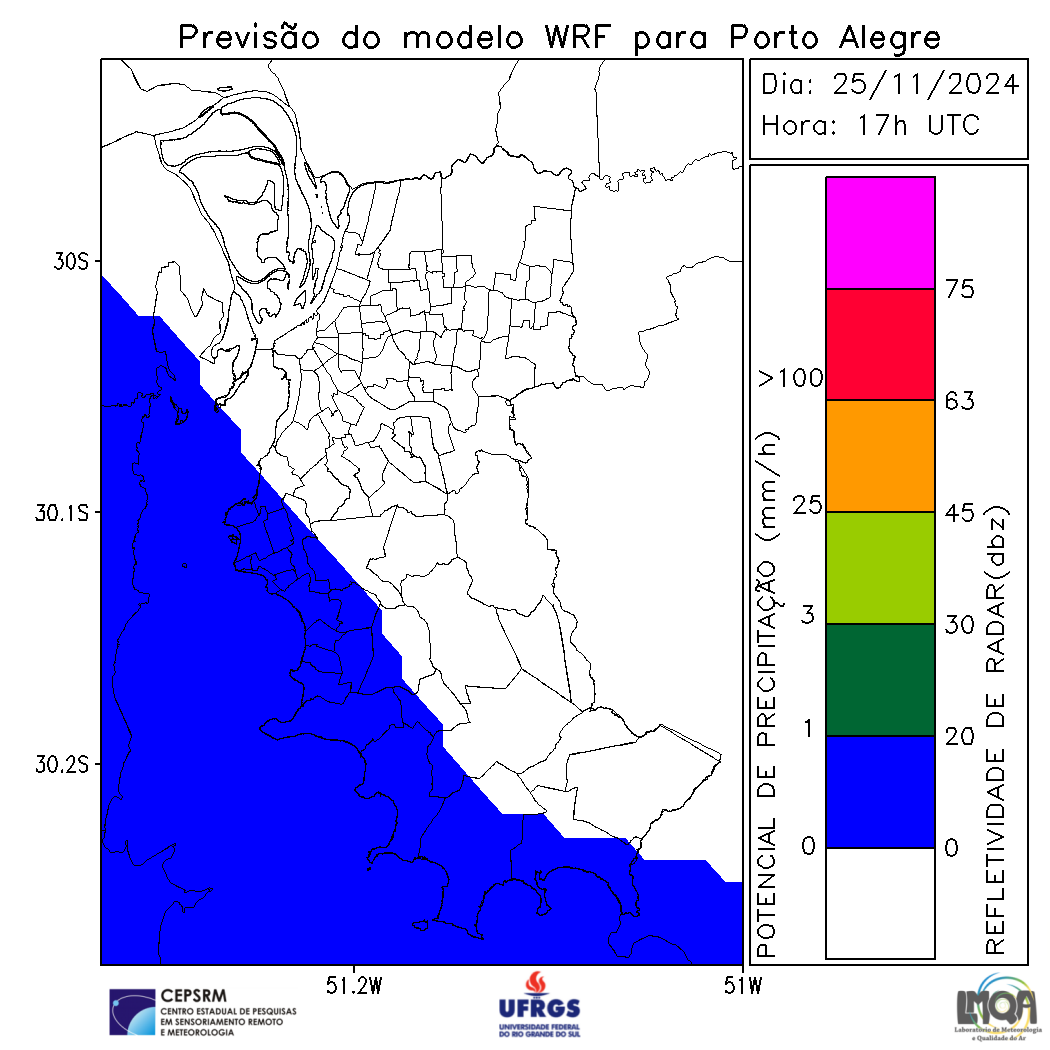 Previsão do modelo WRF para Porto Alegre
Dia: 25/11/2024
Hora: 17h UTC
30S
30.1S
30.2S
51.2W
51W
POTENCIAL DE PRECIPITAÇÃO (mm/h)
>100
25
3
1
0
75
63
45
30
20
0
REFLETIVIDADE DE RADAR(dbz)
CEPSRM
CENTRO ESTADUAL DE PESQUISAS
EM SENSORIAMENTO REMOTO
E METEOROLOGIA
UFRGS
UNIVERSIDADE FEDERAL
DO RIO GRANDE DO SUL
LMQA
Laboratório de Meteorologia
e Qualidade do Ar